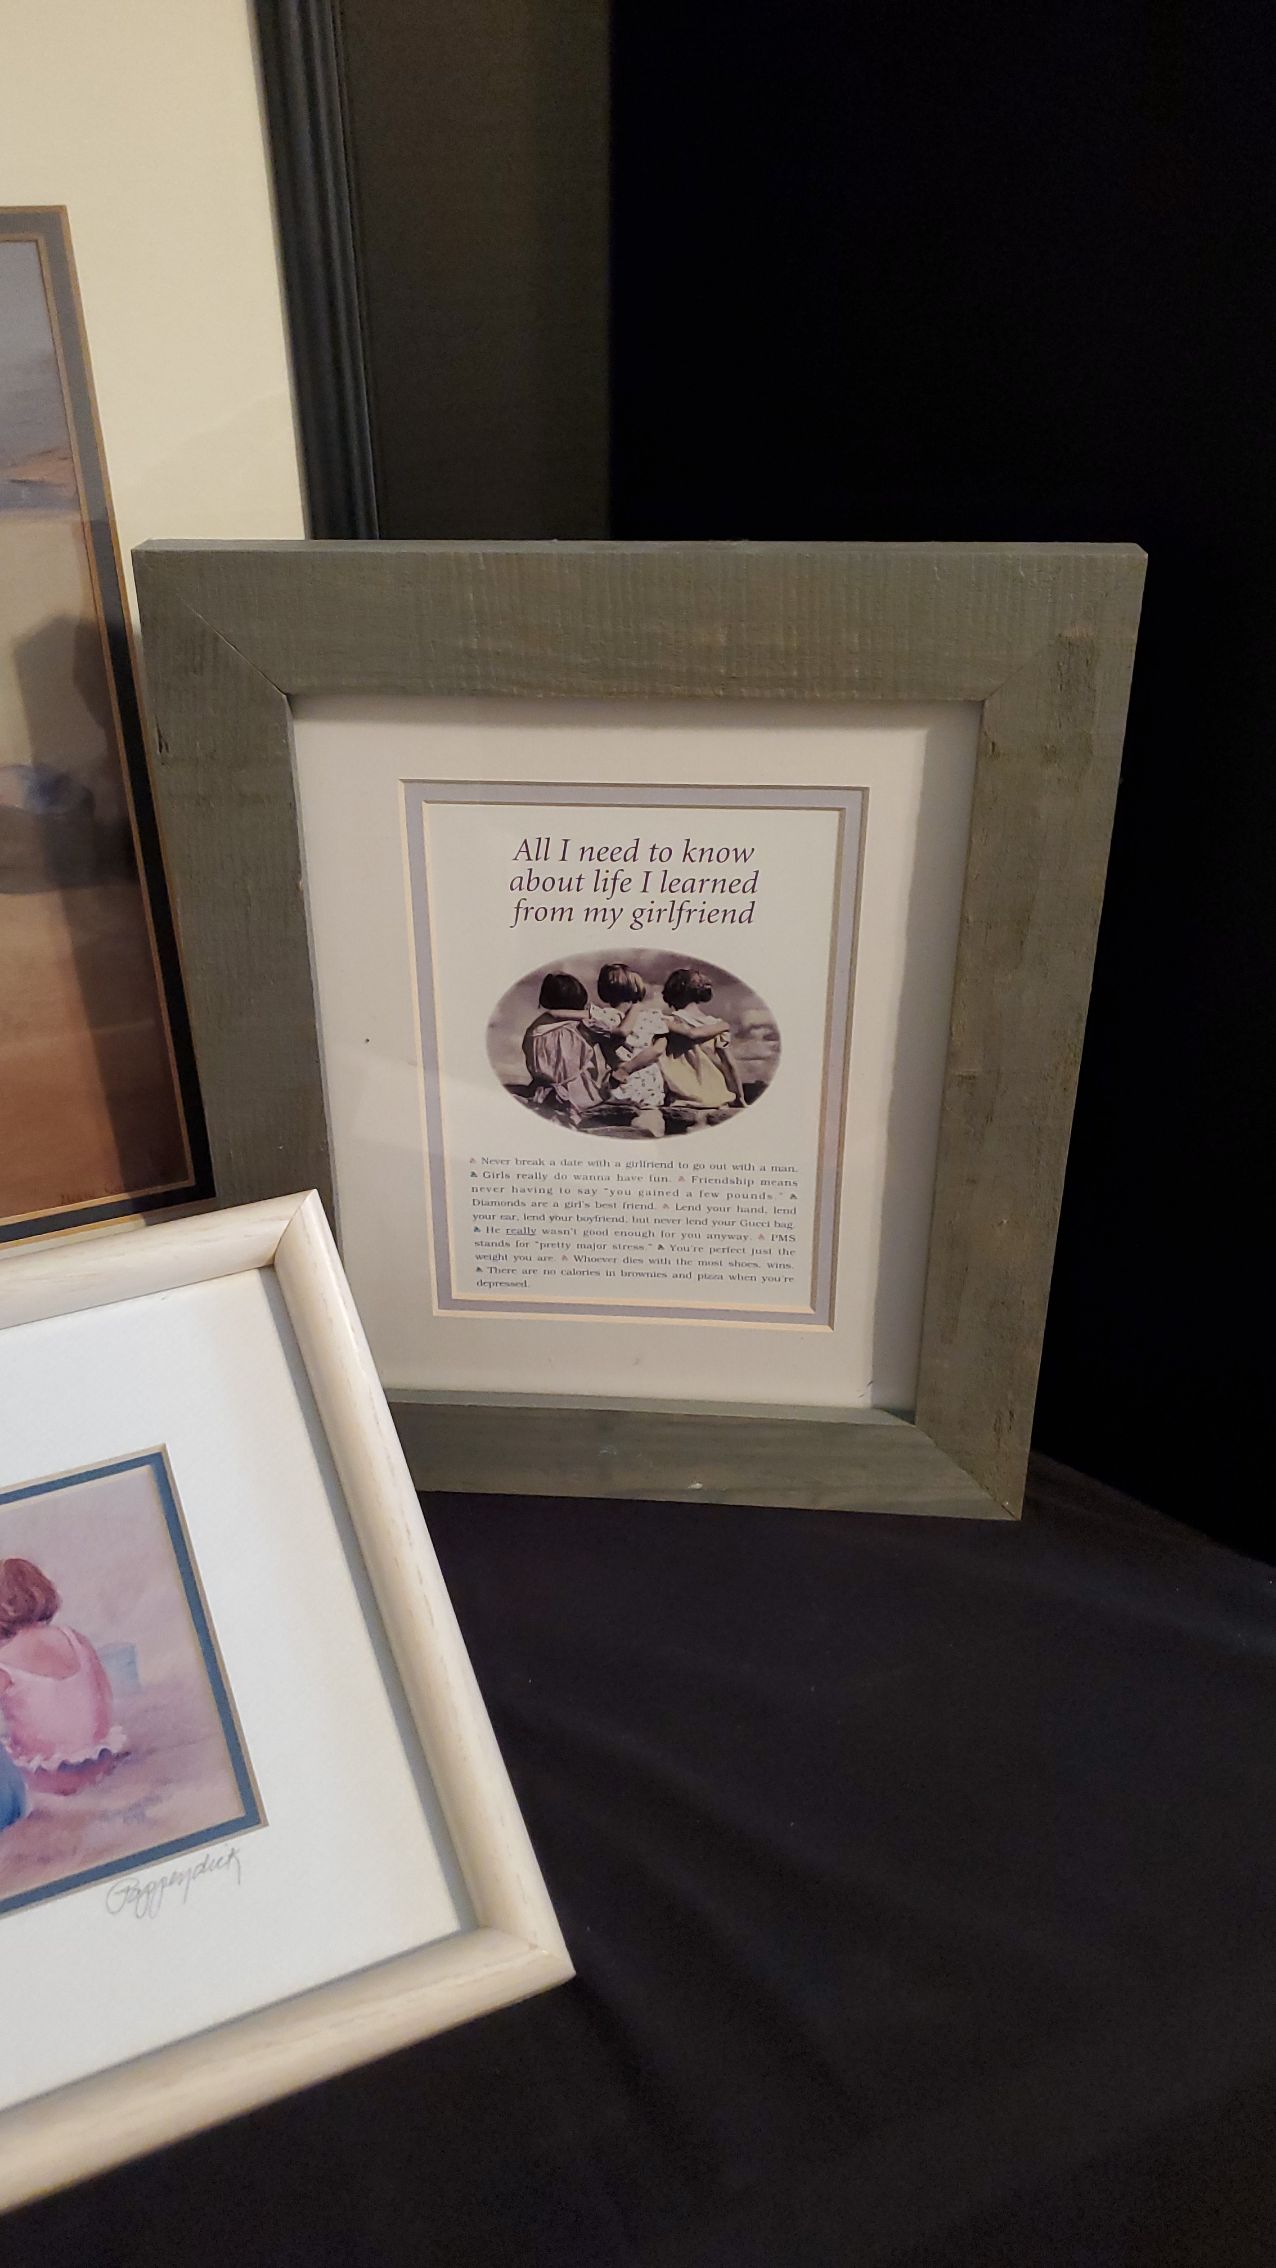 All I need to know
about life I learned
from my girlfriend
Never break a date with a girlfriend to go out with a man.
Girls really do wanna have fun. Friendship means
never having to say "you gained a few pounds."
Diamonds are a girl's best friend. Lend your hand, lend
your ear, lend your boyfriend, but never lend your Gucci bag.
He really wasn't good enough for you anyway. PMS
stands for "pretty major stress." You're perfect just the
weight you are. Whoever dies with the most shoes, wins.
There are no calories in brownies and pizza when you're
depressed.